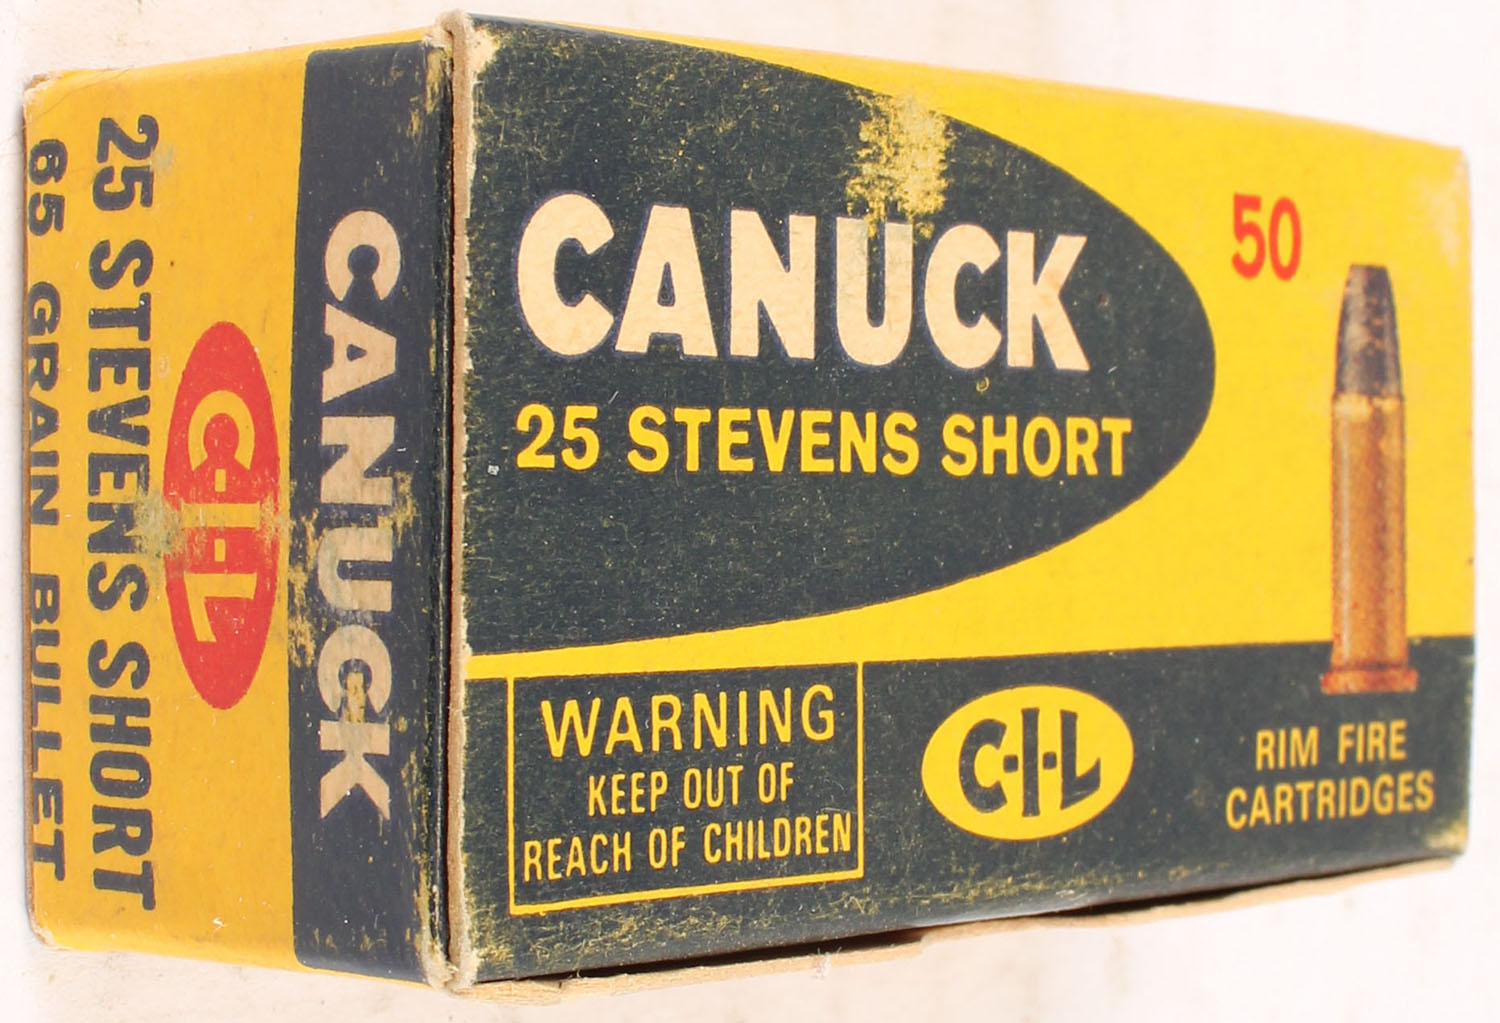 CANUCK
25 STEVENS SHORT
50
WARNING
KEEP OUT OF
REACH OF CHILDREN
C-I-L
RIM FIRE
CARTRIDGES
CANUCK
C-I-L
25 STEVENS SHORT
65 GRAIN BULLET